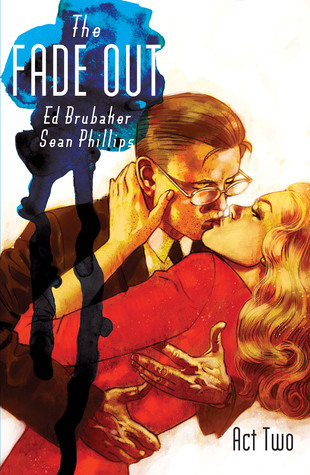 The
FADE OUT
Ed Brubaker
Sean Phillips
Act Two